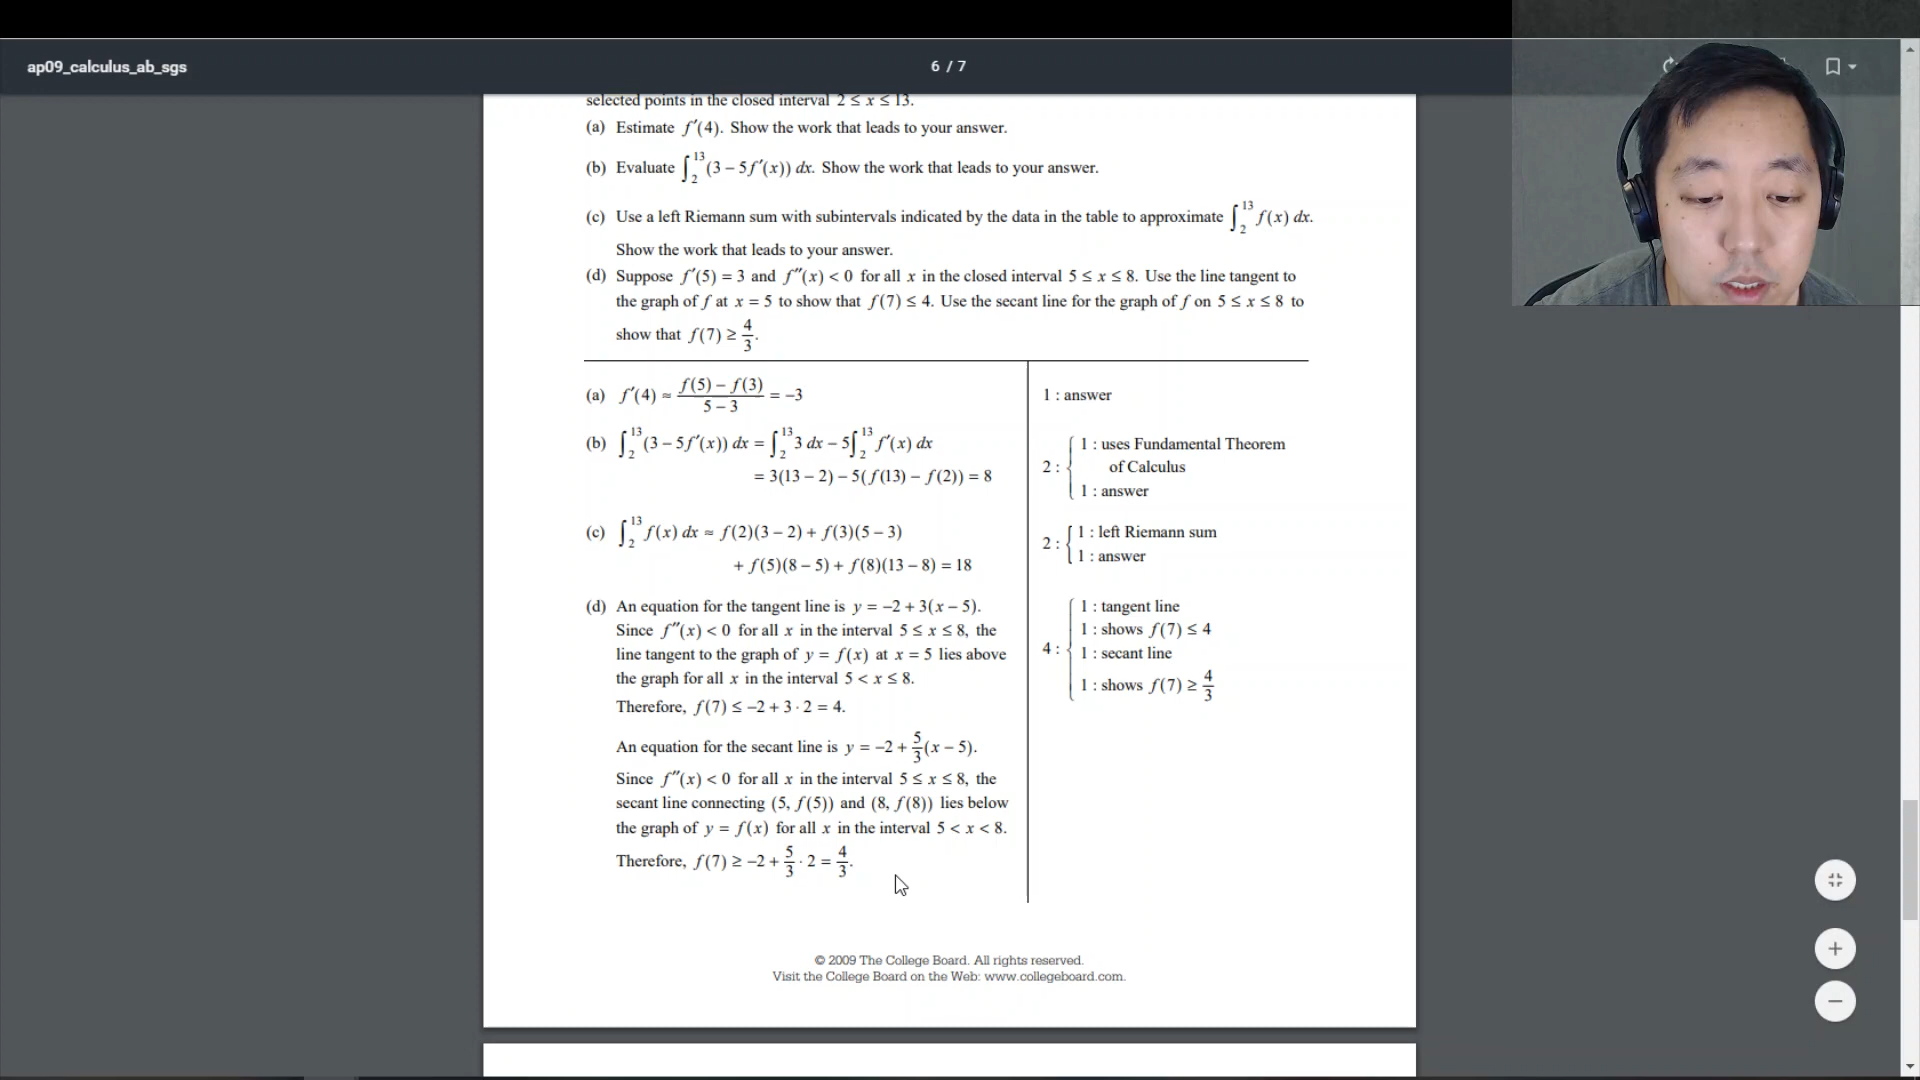 ap09_calculus_ab_sgs
6 / 7
selected points in the closed interval 2 ≤ x ≤ 13.
(a) Estimate f′(4). Show the work that leads to your answer.
(b) Evaluate ∫₂¹³ (3 − 5f′(x)) dx. Show the work that leads to your answer.
(c) Use a left Riemann sum with subintervals indicated by the data in the table to approximate ∫₂¹³ f(x) dx.
Show the work that leads to your answer.
(d) Suppose f′(5) = 3 and f″(x) < 0 for all x in the closed interval 5 ≤ x ≤ 8. Use the line tangent to
the graph of f at x = 5 to show that f(7) ≤ 4. Use the secant line for the graph of f on 5 ≤ x ≤ 8 to
show that f(7) ≥ 4/3.
(a) f′(4) ≈ (f(5) − f(3))/(5 − 3) = −3
1 : answer
(b) ∫₂¹³ (3 − 5f′(x)) dx = ∫₂¹³ 3 dx − 5∫₂¹³ f′(x) dx
= 3(13 − 2) − 5(f(13) − f(2)) = 8
2 : { 1 : uses Fundamental Theorem
of Calculus
1 : answer
(c) ∫₂¹³ f(x) dx ≈ f(2)(3 − 2) + f(3)(5 − 3)
+ f(5)(8 − 5) + f(8)(13 − 8) = 18
2 : { 1 : left Riemann sum
1 : answer
(d) An equation for the tangent line is y = −2 + 3(x − 5).
Since f″(x) < 0 for all x in the interval 5 ≤ x ≤ 8, the
line tangent to the graph of y = f(x) at x = 5 lies above
the graph for all x in the interval 5 < x ≤ 8.
Therefore, f(7) ≤ −2 + 3 · 2 = 4.
An equation for the secant line is y = −2 + 5/3(x − 5).
Since f″(x) < 0 for all x in the interval 5 ≤ x ≤ 8, the
secant line connecting (5, f(5)) and (8, f(8)) lies below
the graph of y = f(x) for all x in the interval 5 < x < 8.
Therefore, f(7) ≥ −2 + 5/3 · 2 = 4/3.
4 : { 1 : tangent line
1 : shows f(7) ≤ 4
1 : secant line
1 : shows f(7) ≥ 4/3
© 2009 The College Board. All rights reserved.
Visit the College Board on the Web: www.collegeboard.com.